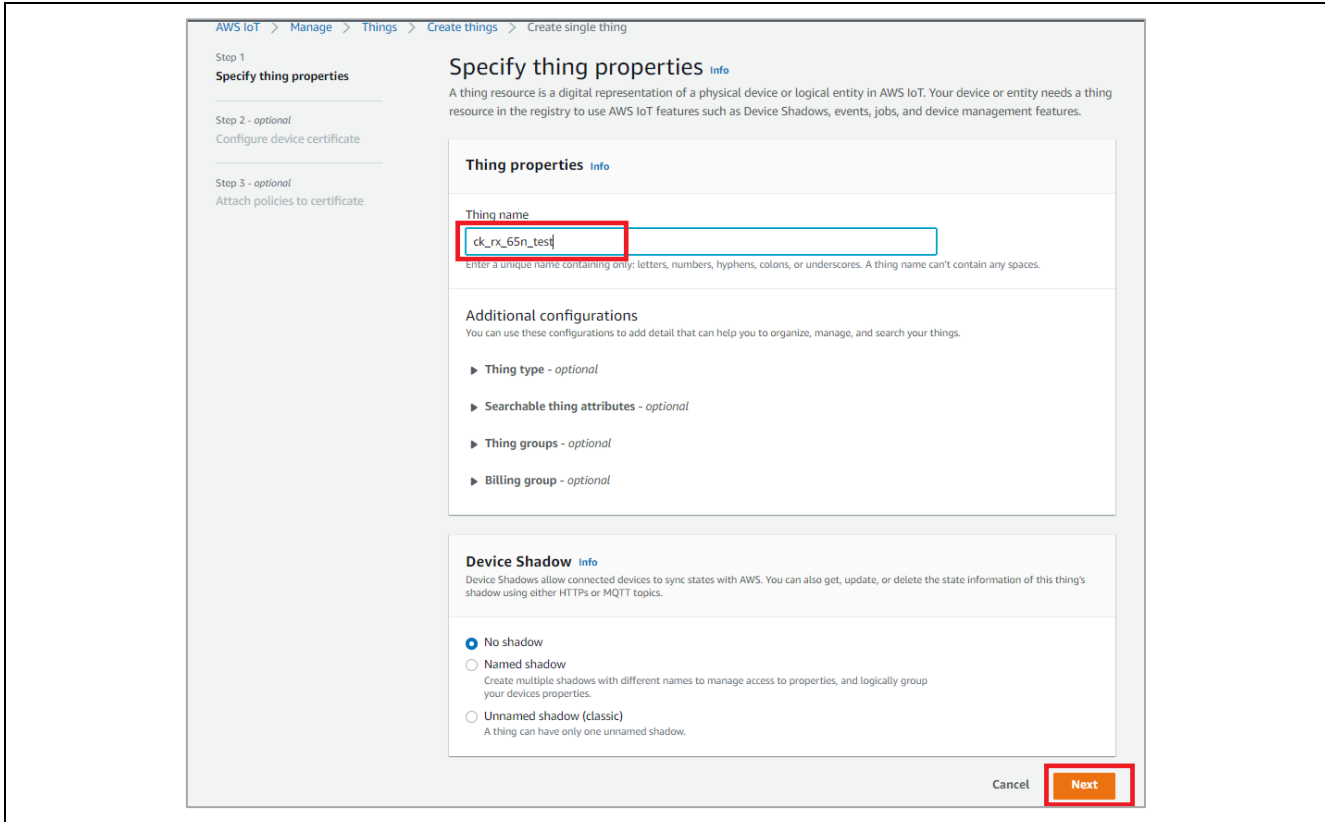 AWS IoT > Manage > Things > Create things > Create single thing
Step 1
Specify thing properties
Step 2 - optional
Configure device certificate
Step 3 - optional
Attach policies to certificate
Specify thing properties Info
A thing resource is a digital representation of a physical device or logical entity in AWS IoT. Your device or entity needs a thing
resource in the registry to use AWS IoT features such as Device Shadows, events, jobs, and device management features.
Thing properties Info
Thing name
ck_rx_65n_test
Enter a unique name containing only: letters, numbers, hyphens, colons, or underscores. A thing name can't contain any spaces.
Additional configurations
You can use these configurations to add detail that can help you to organize, manage, and search your things.
Thing type - optional
Searchable thing attributes - optional
Thing groups - optional
Billing group - optional
Device Shadow Info
Device Shadows allow connected devices to sync states with AWS. You can also get, update, or delete the state information of this thing's
shadow using either HTTPs or MQTT topics.
No shadow
Named shadow
Create multiple shadows with different names to manage access to properties, and logically group
your devices properties.
Unnamed shadow (classic)
A thing can have only one unnamed shadow.
Cancel Next